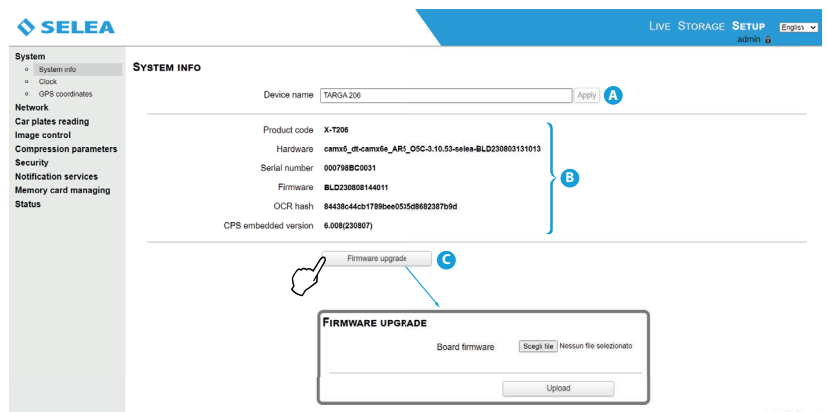 SELEA
LIVE STORAGE SETUP English
admin
System
System info
Clock
GPS coordinates
Network
Car plates reading
Image control
Compression parameters
Security
Notification services
Memory card managing
Status
SYSTEM INFO
Device name TARGA 206 Apply A
Product code X-T206
Hardware camx6_dt-camx6e_AR5_O5C-3.10.53-selea-BLD230803131013
Serial number 000798BC0031
Firmware BLD230808144011
OCR hash
CPS embedded version 6.008(230807)
B
Firmware upgrade C
FIRMWARE UPGRADE
Board firmware Scegli file Nessun file selezionato
Upload